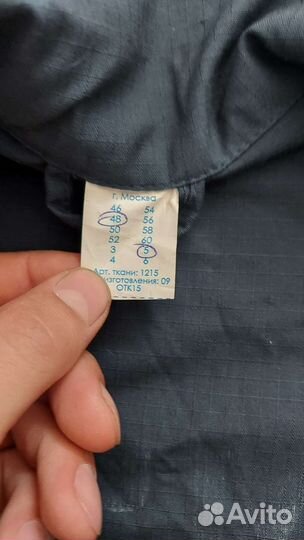 г. Москва
46 54
48 56
50 58
52 60
3 5
4 6
Арт. ткани: 1215
изготовления: 09
ОТК15
Avito